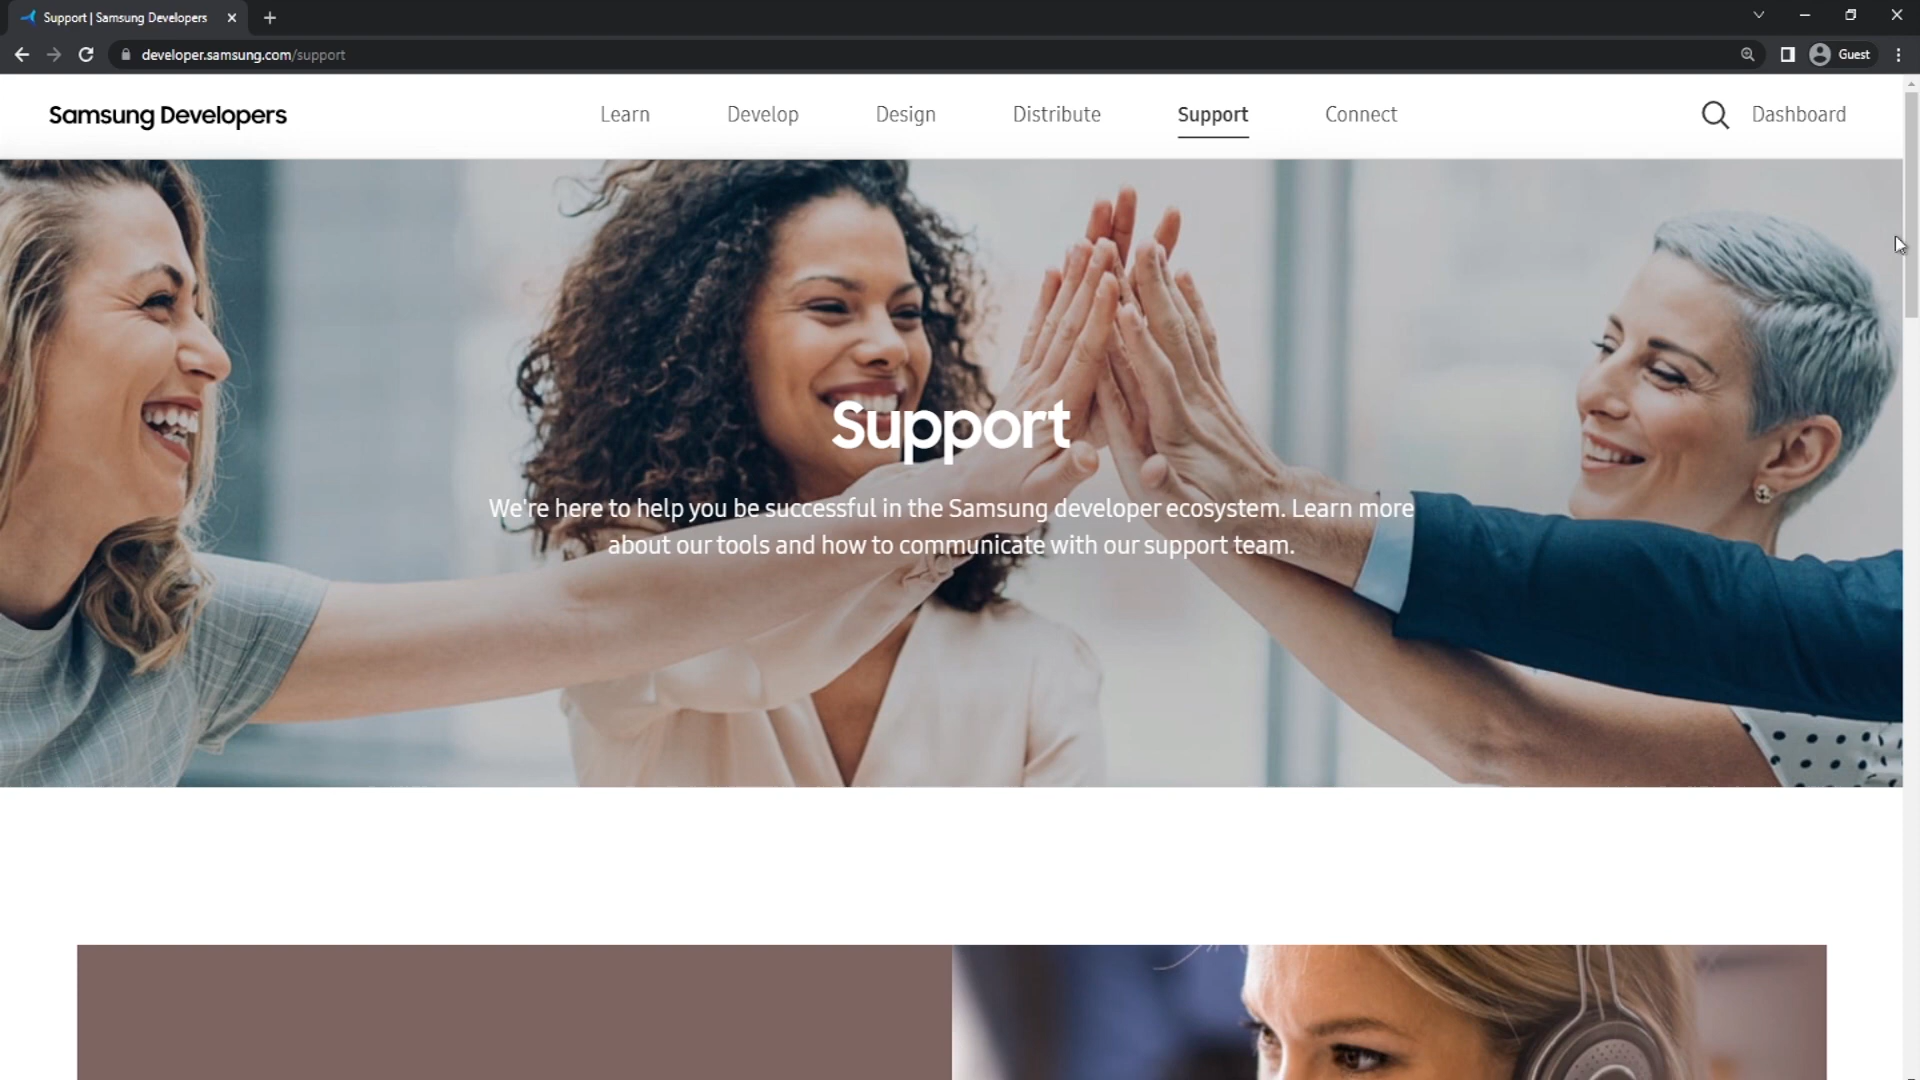 Support | Samsung Developers
developer.samsung.com/support
Guest
Samsung Developers
Learn
Develop
Design
Distribute
Support
Connect
Dashboard
Support
We're here to help you be successful in the Samsung developer ecosystem. Learn more
about our tools and how to communicate with our support team.